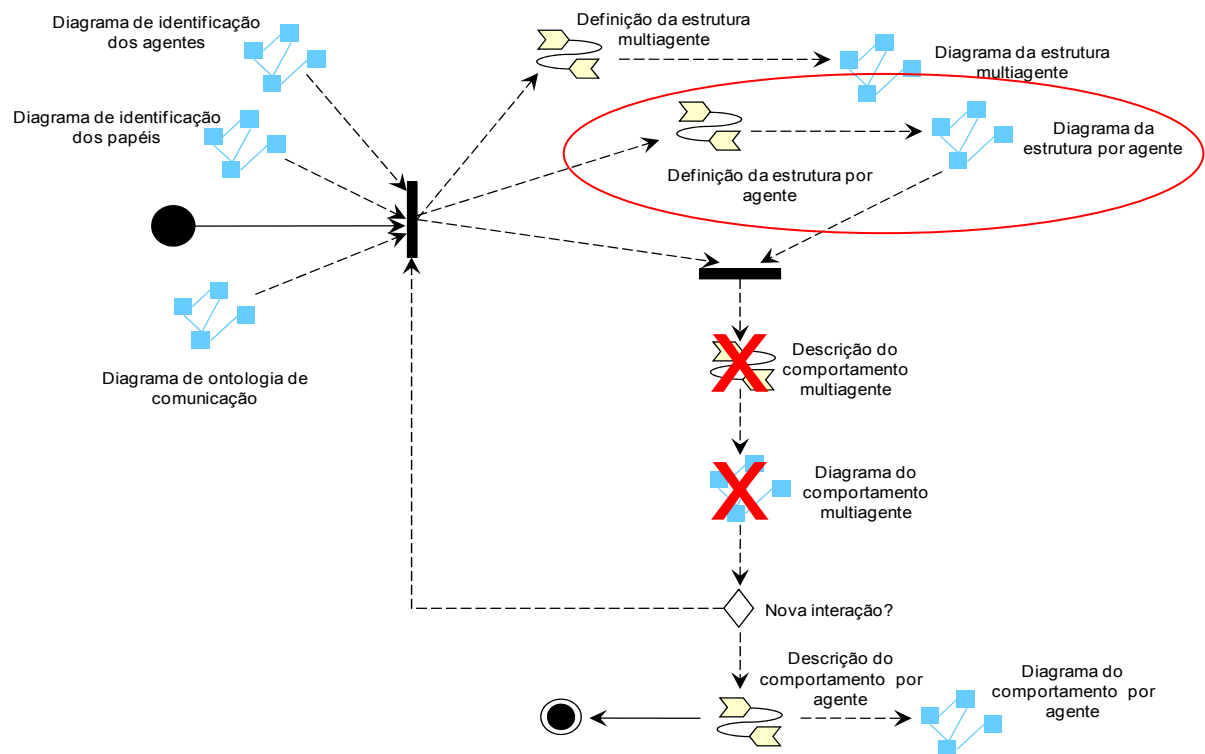 Diagrama de identificação
dos agentes
Definição da estrutura
multiagente
Diagrama da estrutura
multiagente
Diagrama de identificação
dos papéis
Diagrama da
estrutura por agente
Definição da estrutura por
agente
Diagrama de ontologia de
comunicação
Descrição do
comportamento
multiagente
Diagrama do
comportamento
multiagente
Nova interação?
Descrição do
comportamento por
agente
Diagrama do
comportamento por
agente